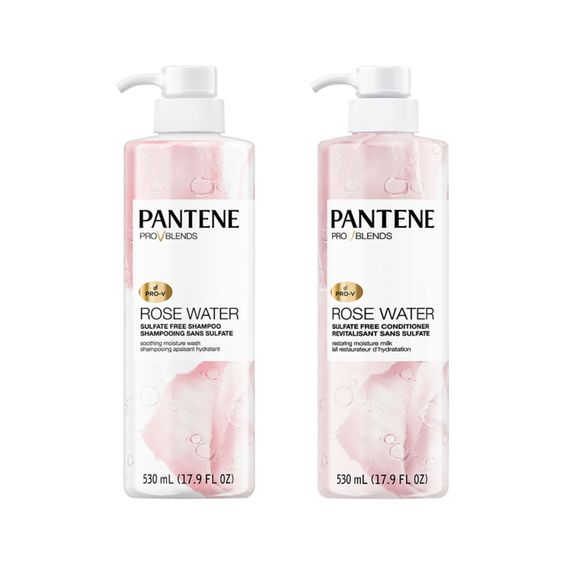 PANTENE
PRO V BLENDS
PRO-V
ROSE WATER
SULFATE FREE SHAMPOO
SHAMPOOING SANS SULFATE
soothing moisture wash
shampooing apaisant hydratant
530 mL (17.9 FL OZ)
PANTENE
PRO /BLENDS
PRO-V
ROSE WATER
SULFATE FREE CONDITIONER
REVITALISANT SANS SULFATE
restoring moisture milk
lait restaurateur d'hydratation
530 mL (17.9 FL OZ)